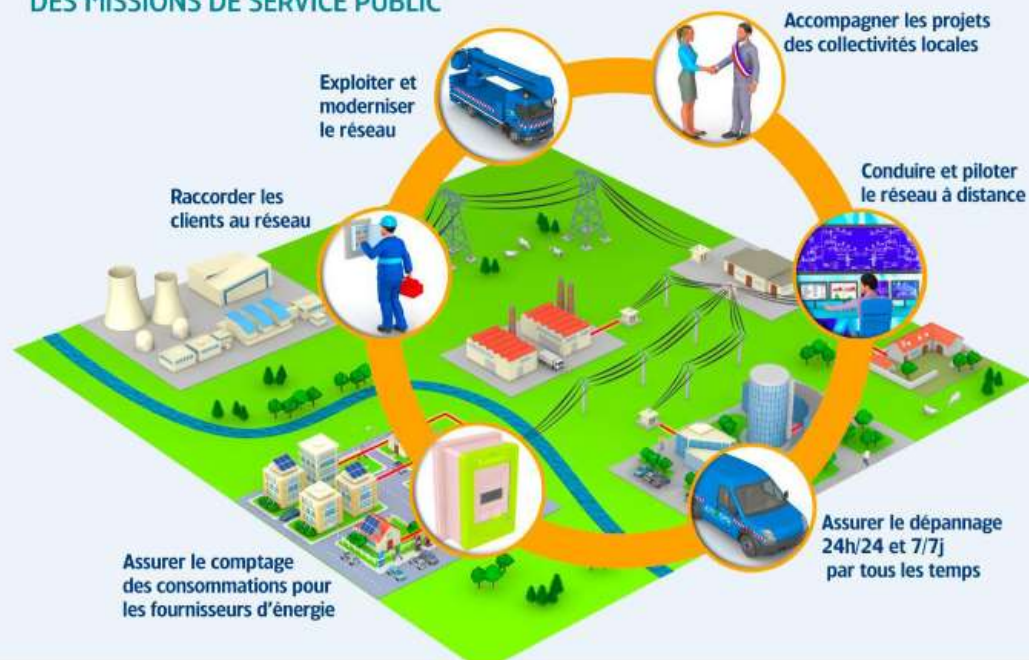 DES MISSIONS DE SERVICE PUBLIC
Accompagner les projets
des collectivités locales
Exploiter et
moderniser
le réseau
Conduire et piloter
le réseau à distance
Raccorder les
clients au réseau
Assurer le dépannage
24h/24 et 7/7j
par tous les temps
Assurer le comptage
des consommations pour
les fournisseurs d'énergie